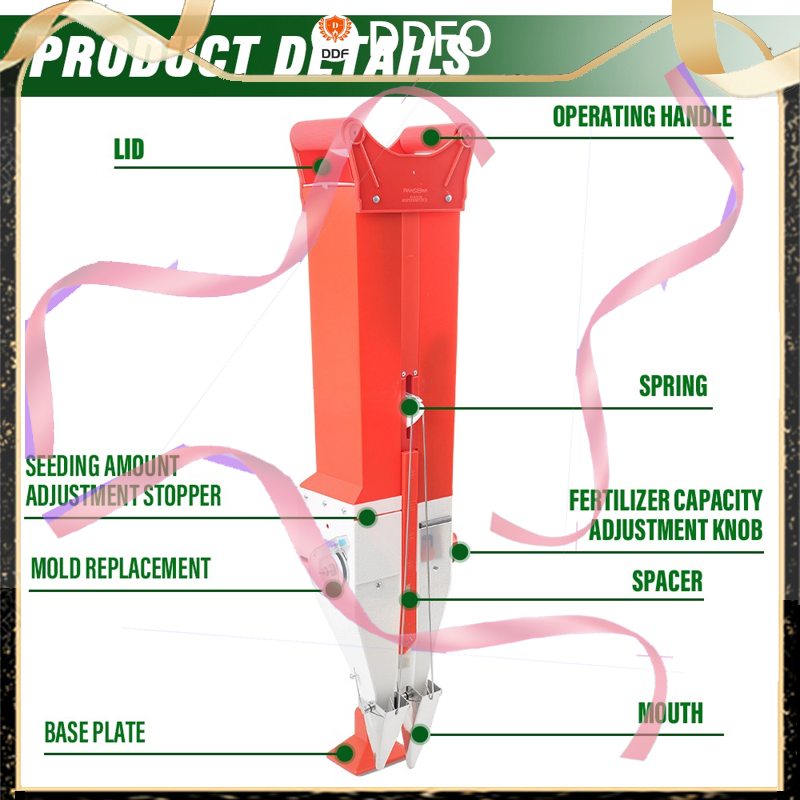 DDFO
DDF
PRODUCT DETAILS
OPERATING HANDLE
LID
SPRING
SEEDING AMOUNT
ADJUSTMENT STOPPER
FERTILIZER CAPACITY
ADJUSTMENT KNOB
MOLD REPLACEMENT
SPACER
MOUTH
BASE PLATE